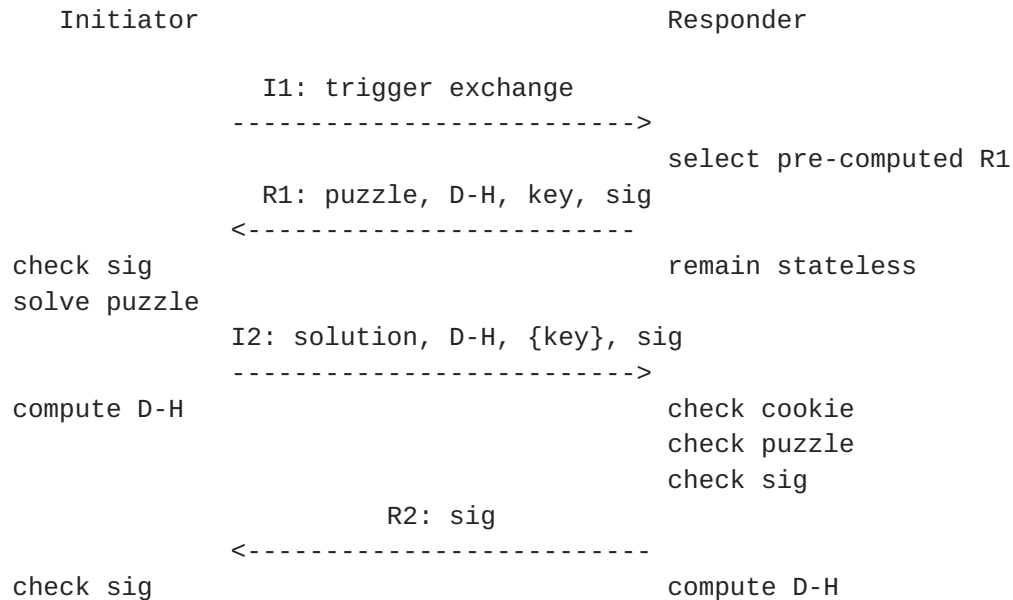 Initiator Responder
I1: trigger exchange
-------------------------->
select pre-computed R1
R1: puzzle, D-H, key, sig
<-------------------------
check sig remain stateless
solve puzzle
I2: solution, D-H, {key}, sig
-------------------------->
compute D-H check cookie
check puzzle
check sig
R2: sig
<--------------------------
check sig compute D-H